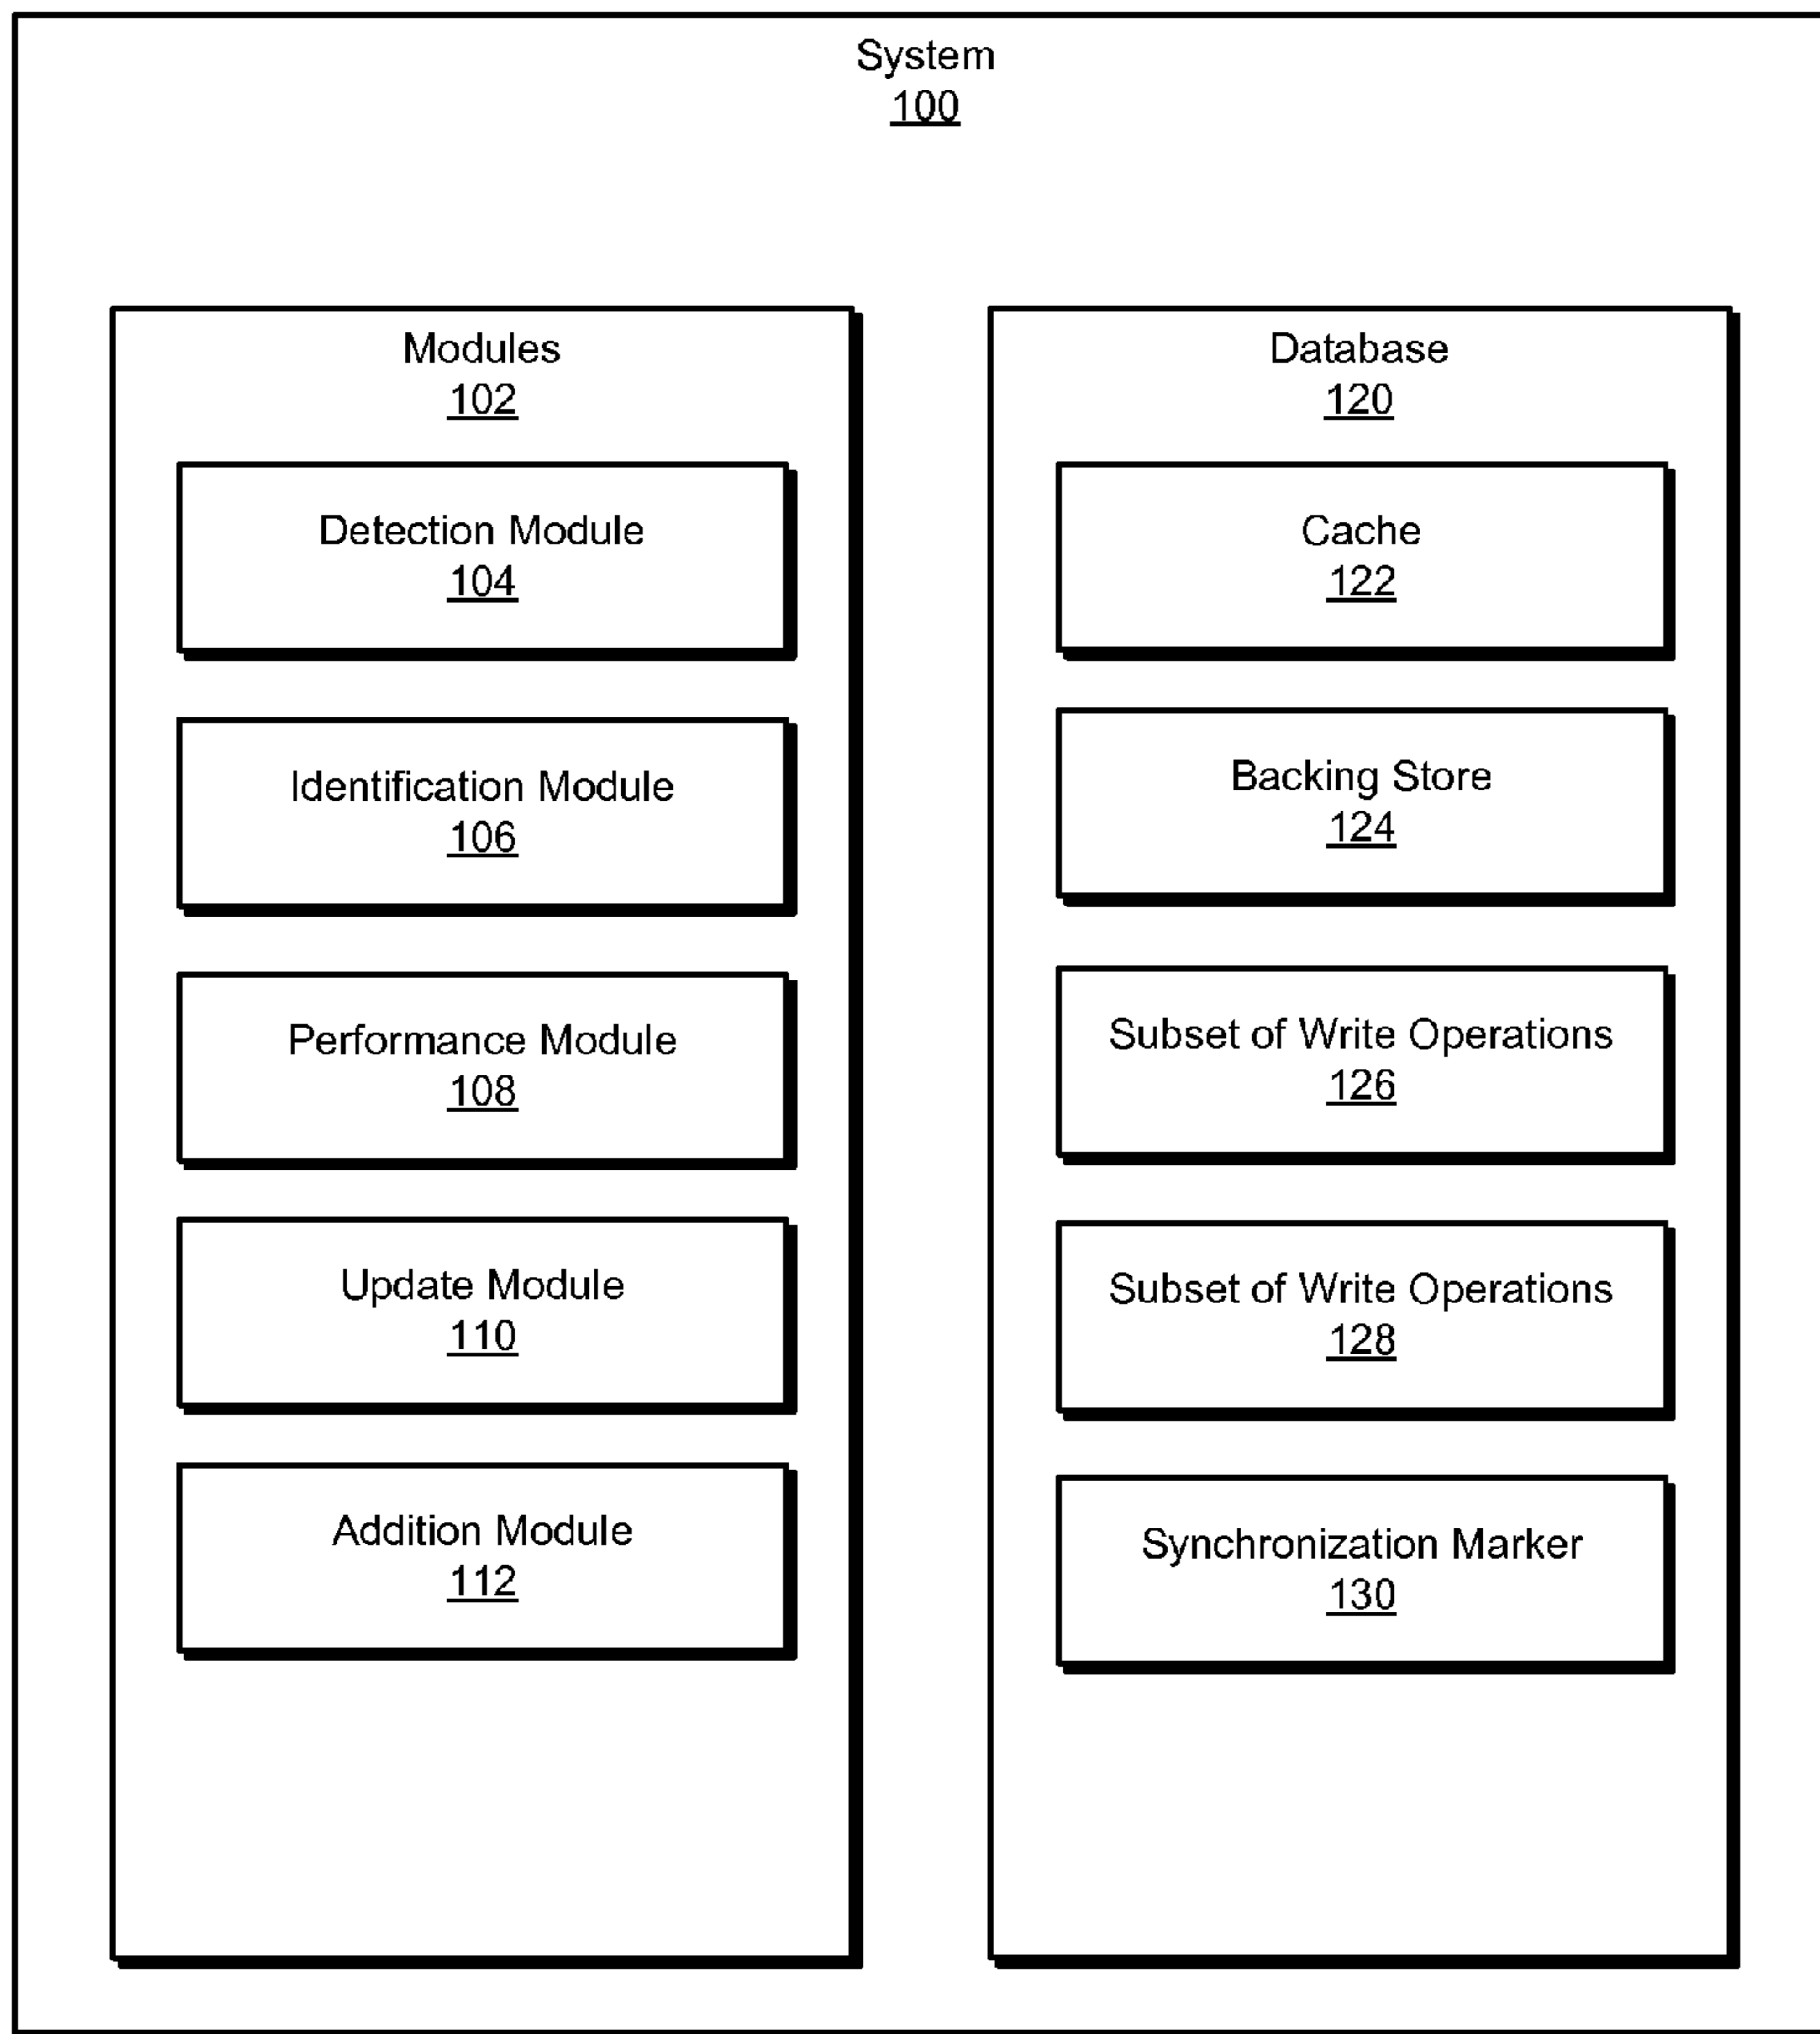 System
100
Modules
102
Detection Module
104
Identification Module
106
Performance Module
108
Update Module
110
Addition Module
112
Database
120
Cache
122
Backing Store
124
Subset of Write Operations
126
Subset of Write Operations
128
Synchronization Marker
130